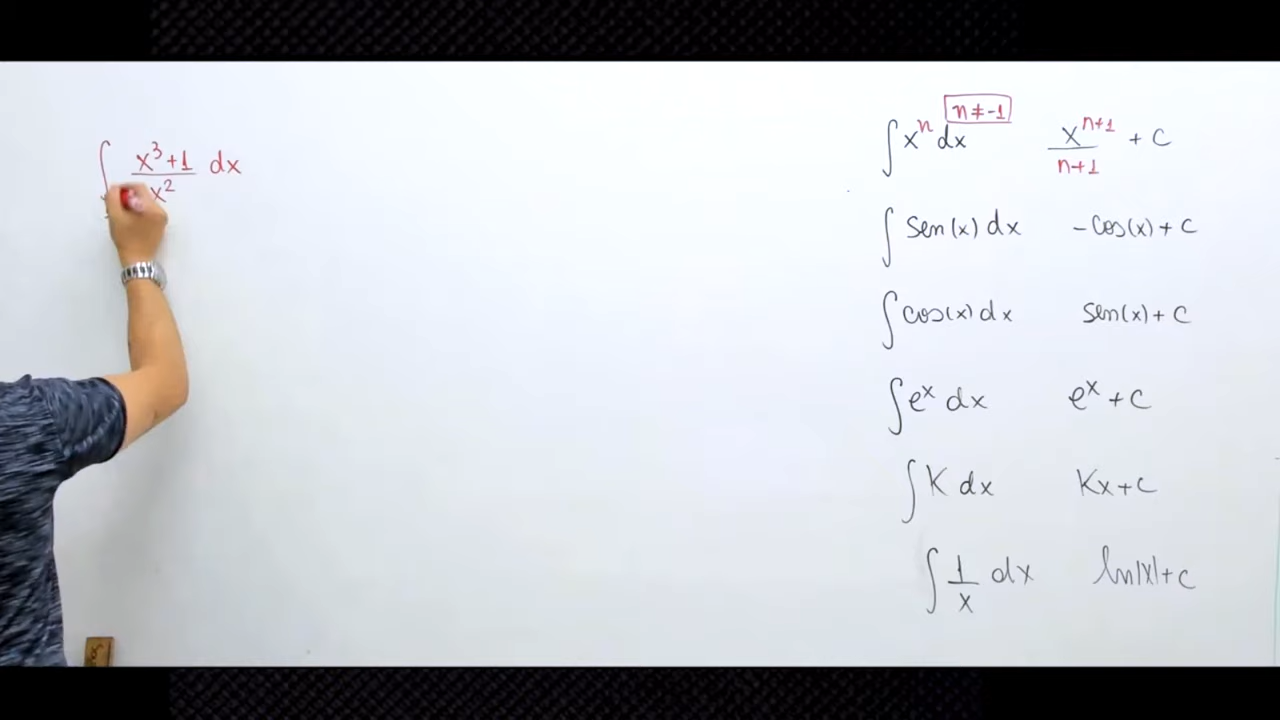 ∫ x³+1/x² dx
n≠-1
∫ xⁿ dx xⁿ⁺¹/n+1 + c
∫ sen(x) dx -cos(x) + c
∫ cos(x) dx sen(x) + c
∫ eˣ dx eˣ + c
∫ K dx Kx + c
∫ 1/x dx ln|x| + c